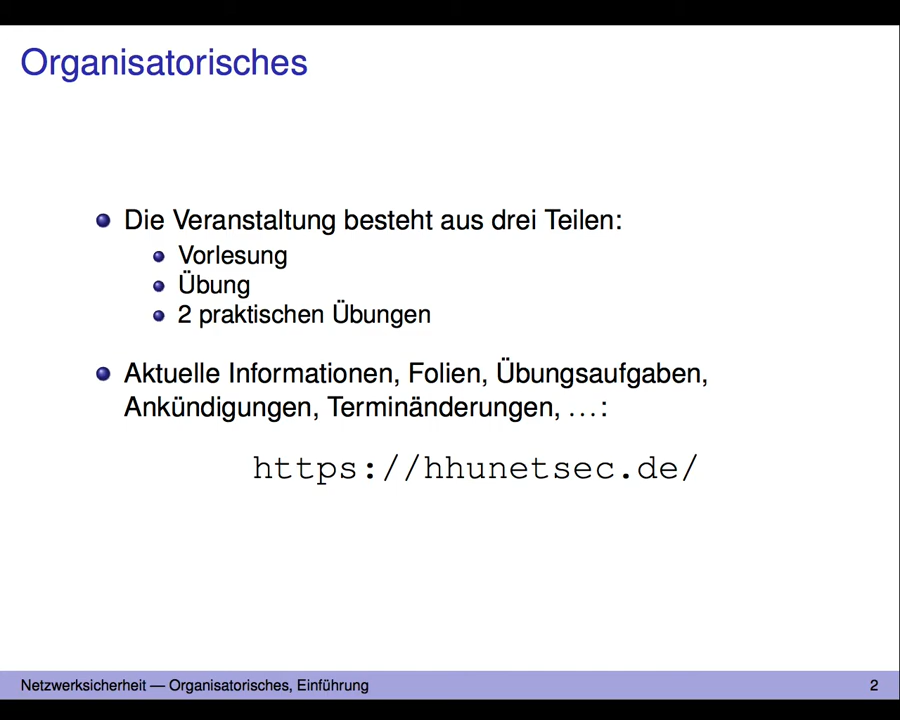 Organisatorisches
Die Veranstaltung besteht aus drei Teilen:
Vorlesung
Übung
2 praktischen Übungen
Aktuelle Informationen, Folien, Übungsaufgaben,
Ankündigungen, Terminänderungen, ...:
https://hhunetsec.de/
Netzwerksicherheit — Organisatorisches, Einführung
2